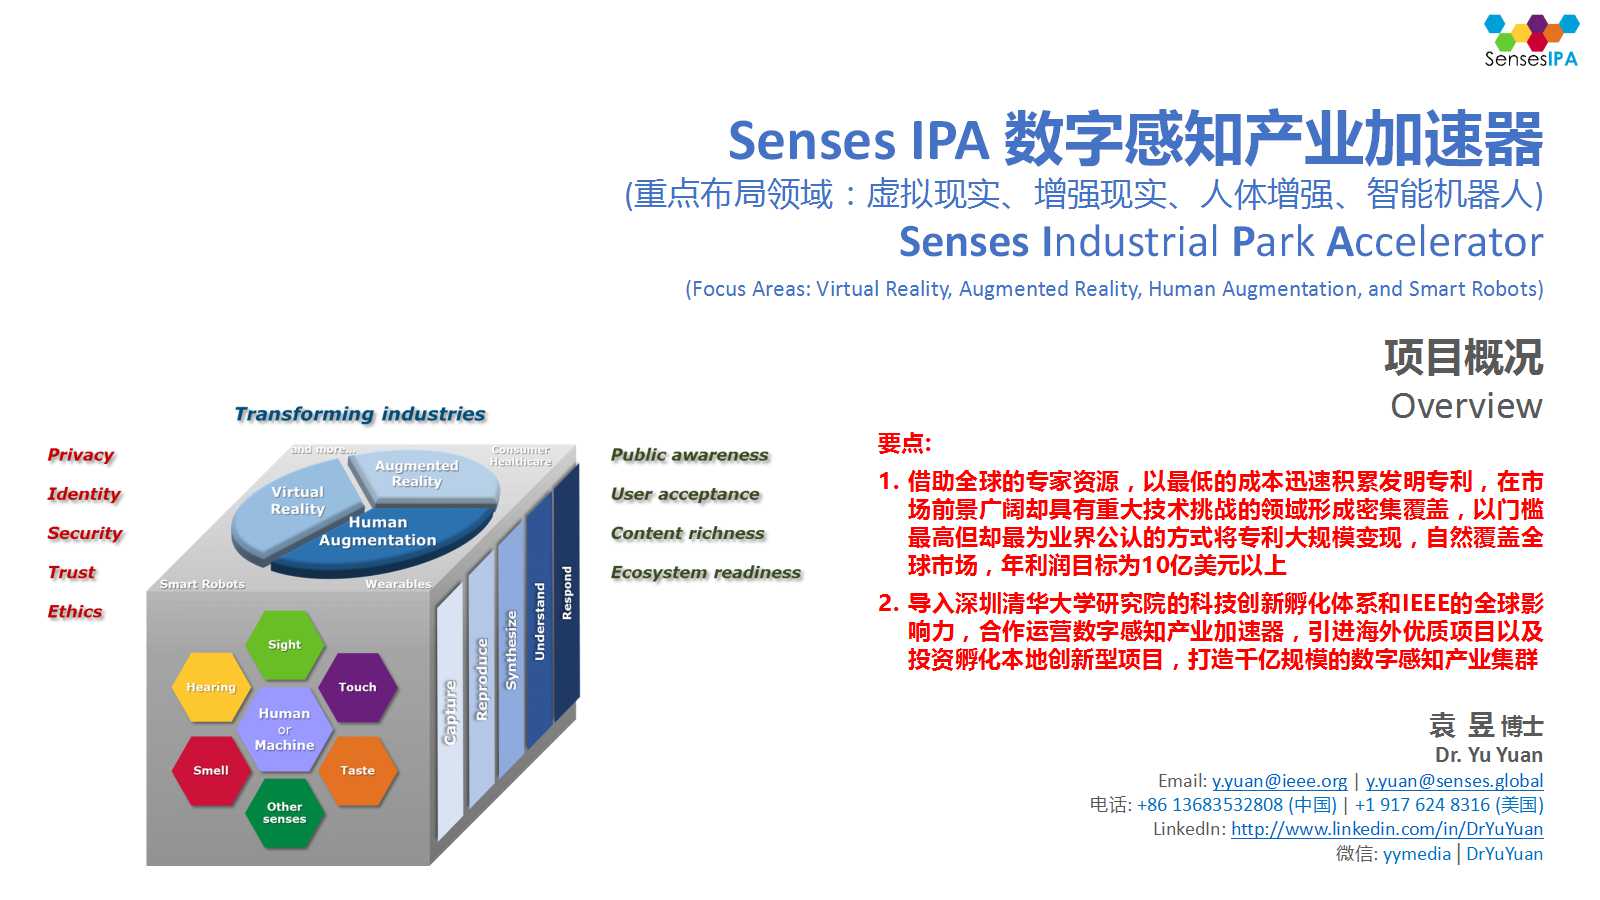 SensesIPA
Senses IPA 数字感知产业加速器
(重点布局领域：虚拟现实、增强现实、人体增强、智能机器人)
Senses Industrial Park Accelerator
(Focus Areas: Virtual Reality, Augmented Reality, Human Augmentation, and Smart Robots)
项目概况
Overview
Transforming industries
Privacy
Identity
Security
Trust
Ethics
and more...
Consumer
Healthcare
Augmented
Reality
Virtual
Reality
Human
Augmentation
Smart Robots
Wearables
Sight
Hearing
Touch
Human
or
Machine
Smell
Taste
Other
senses
Capture
Reproduce
Synthesize
Understand
Respond
Public awareness
User acceptance
Content richness
Ecosystem readiness
要点:
1. 借助全球的专家资源，以最低的成本迅速积累发明专利，在市
场前景广阔却具有重大技术挑战的领域形成密集覆盖，以门槛
最高但却最为业界公认的方式将专利大规模变现，自然覆盖全
球市场，年利润目标为10亿美元以上
2. 导入深圳清华大学研究院的科技创新孵化体系和IEEE的全球影
响力，合作运营数字感知产业加速器，引进海外优质项目以及
投资孵化本地创新型项目，打造千亿规模的数字感知产业集群
袁 昱 博士
Dr. Yu Yuan
Email: y.yuan@ieee.org | y.yuan@senses.global
电话: +86 13683532808 (中国) | +1 917 624 8316 (美国)
LinkedIn: http://www.linkedin.com/in/DrYuYuan
微信: yymedia | DrYuYuan